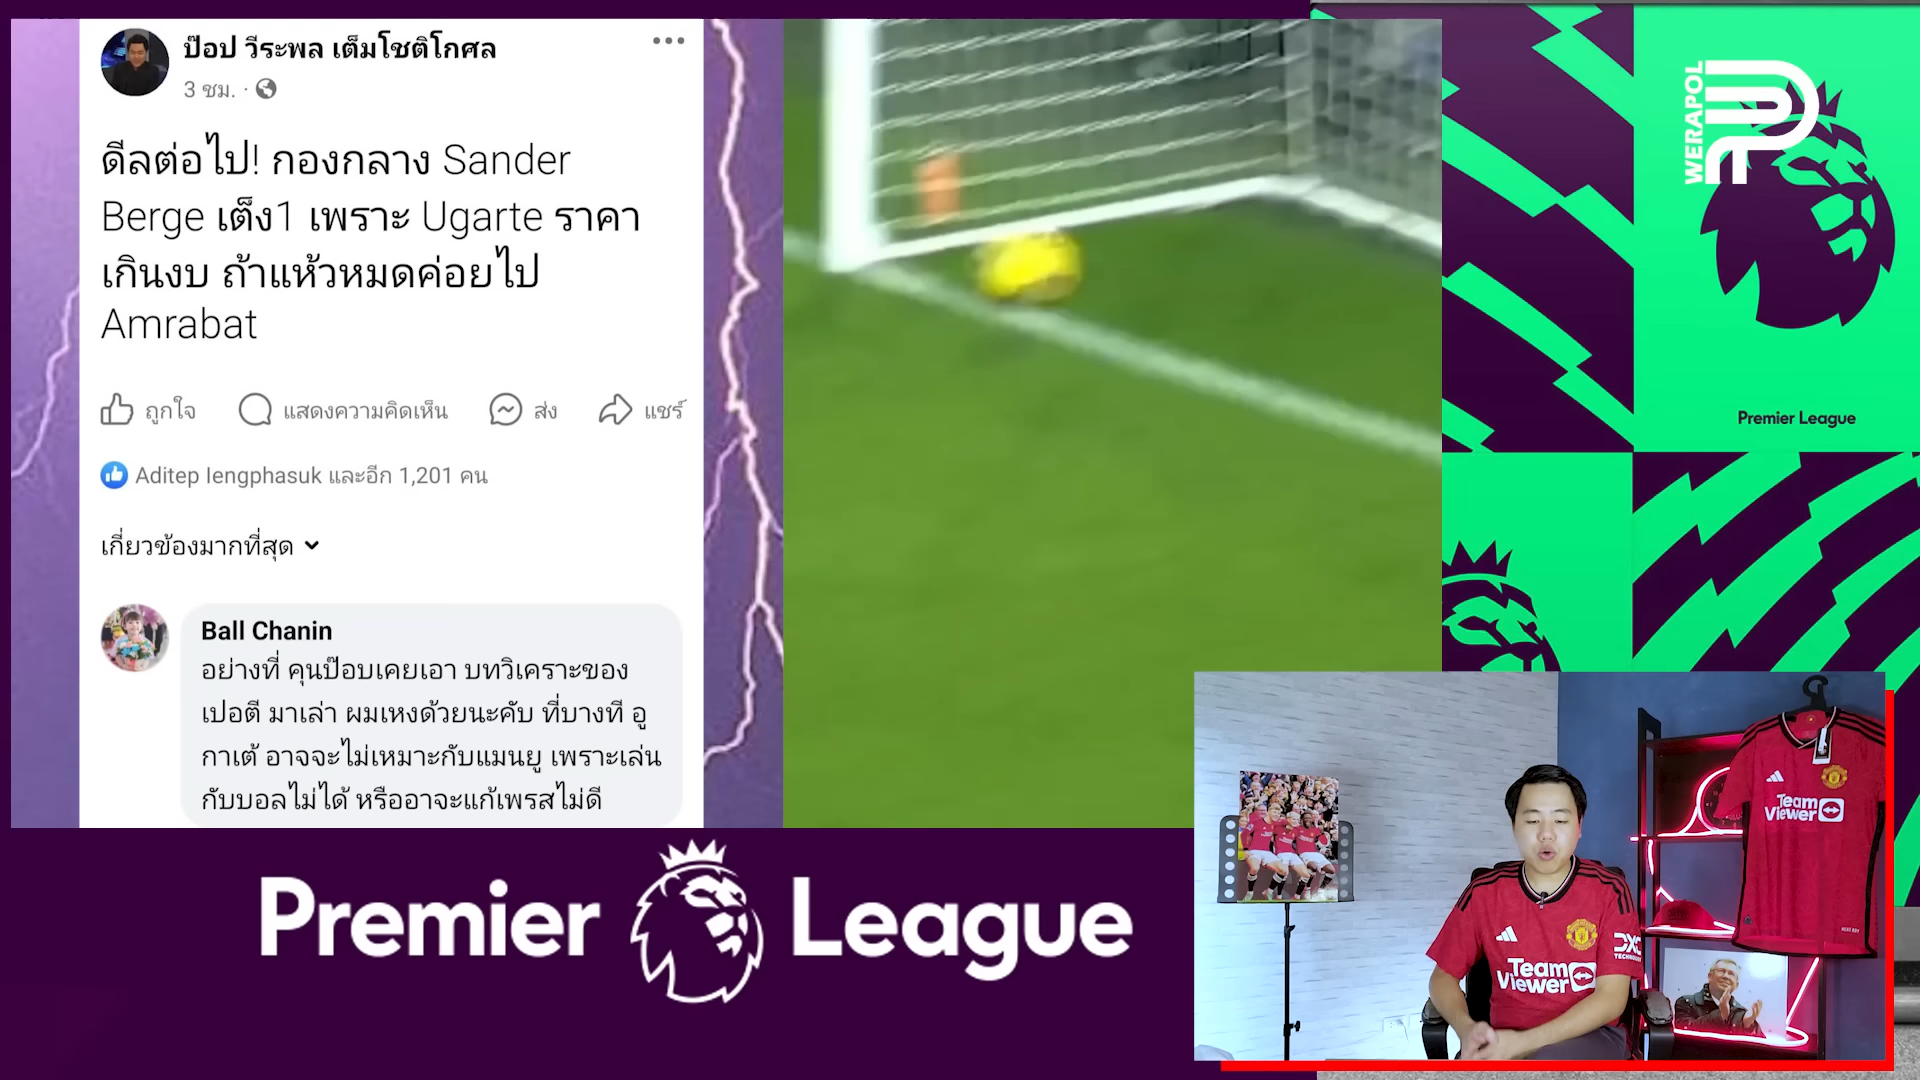 ป๊อป วีระพล เต็มโชติโกศล
3 ชม. ·
ดีลต่อไป! กองกลาง Sander
Berge เต็ง1 เพราะ Ugarte ราคา
เกินงบ ถ้าแห้วหมดค่อยไป
Amrabat
ถูกใจ
แสดงความคิดเห็น
ส่ง
แชร์
Aditep Iengphasuk และอีก 1,201 คน
เกี่ยวข้องมากที่สุด
Ball Chanin
อย่างที่ คุนป๊อบเคยเอา บทวิเคราะของ
เปอตี มาเล่า ผมเหงด้วยนะคับ ที่บางที อู
กาเต้ อาจจะไม่เหมาะกับแมนยู เพราะเล่น
กับบอลไม่ได้ หรืออาจะแก้เพรสไม่ดี
WERAPOL
Premier League
Premier League
Team
Viewer
Team
Viewer
DXC
TECHNOLOGY